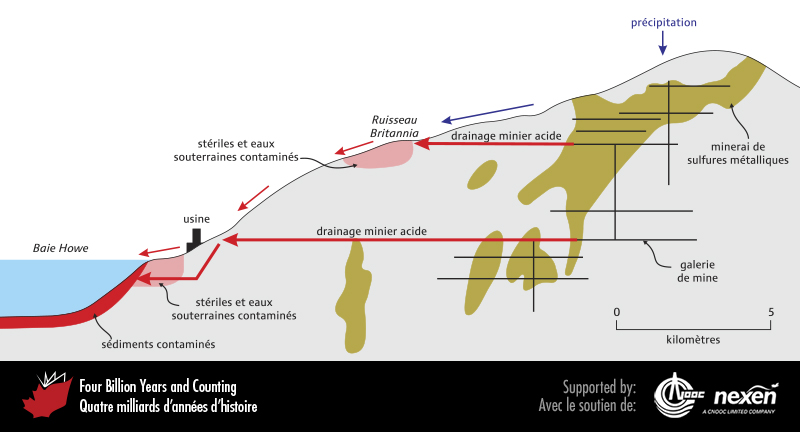 précipitation
Ruisseau
Britannia
drainage minier acide
stériles et eaux
souterraines contaminés
minerai de
sulfures métalliques
usine
drainage minier acide
Baie Howe
galerie
de mine
stériles et eaux
souterraines contaminés
sédiments contaminés
0 5
kilomètres
Four Billion Years and Counting
Quatre milliards d'années d'histoire
Supported by:
Avec le soutien de:
CNOOC
nexen
A CNOOC LIMITED COMPANY